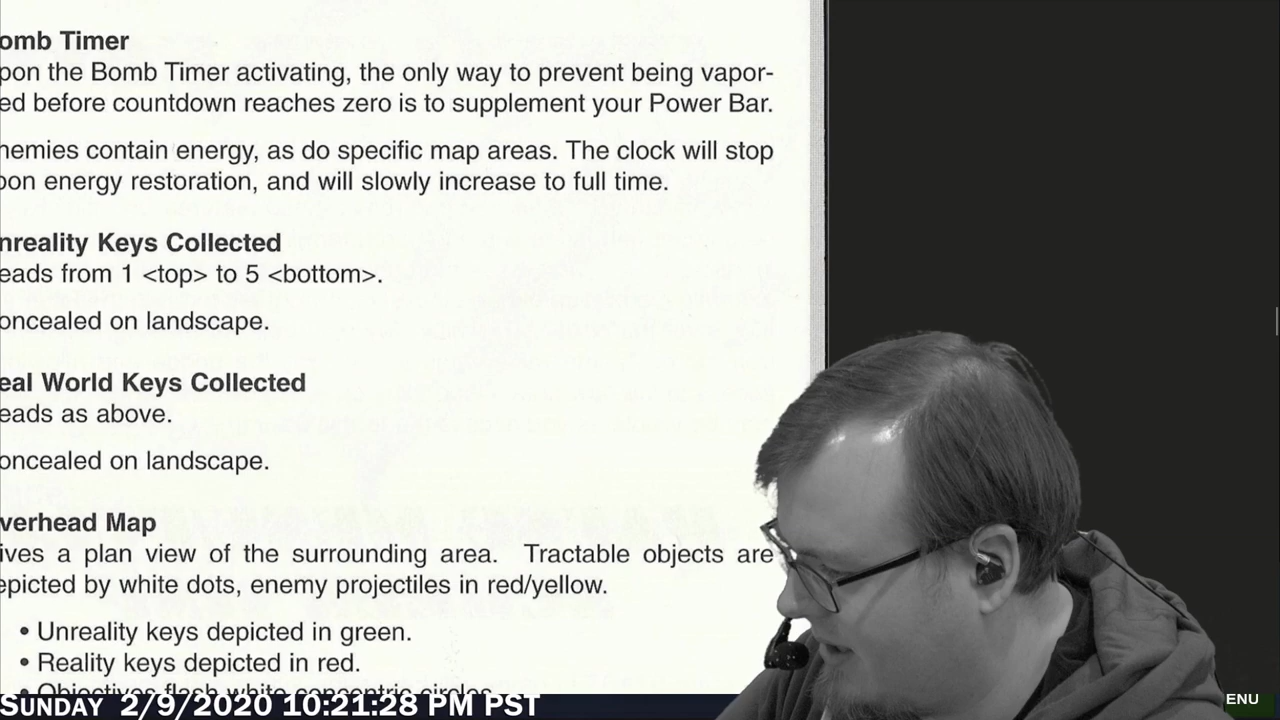 omb Timer
pon the Bomb Timer activating, the only way to prevent being vapor-
ed before countdown reaches zero is to supplement your Power Bar.
nemies contain energy, as do specific map areas. The clock will stop
pon energy restoration, and will slowly increase to full time.
nreality Keys Collected
eads from 1 <top> to 5 <bottom>.
oncealed on landscape.
eal World Keys Collected
eads as above.
oncealed on landscape.
verhead Map
ives a plan view of the surrounding area. Tractable objects are
epicted by white dots, enemy projectiles in red/yellow.
• Unreality keys depicted in green.
• Reality keys depicted in red.
• Objectives flash white concentric circles
SUNDAY 2/9/2020 10:21:28 PM PST
ENU